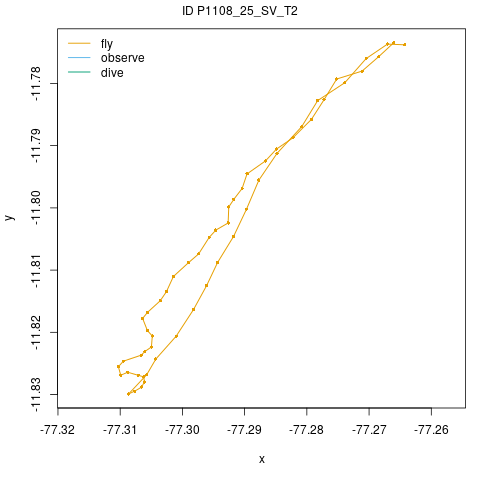 ID P1108_25_SV_T2
fly
observe
dive
y
-11.78
-11.79
-11.80
-11.81
-11.82
-11.83
-77.32 -77.31 -77.30 -77.29 -77.28 -77.27 -77.26
x